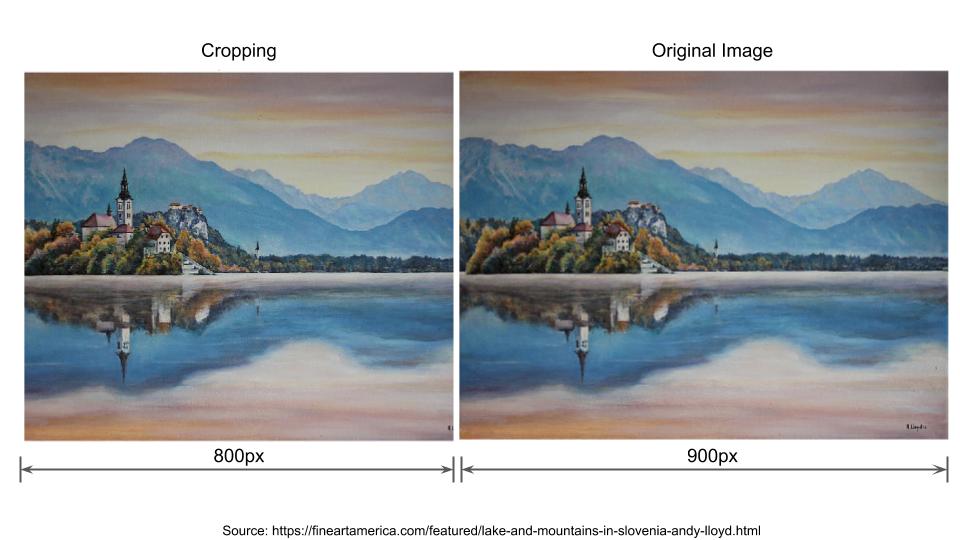 Cropping
Original Image
800px
900px
Source: https://fineartamerica.com/featured/lake-and-mountains-in-slovenia-andy-lloyd.html